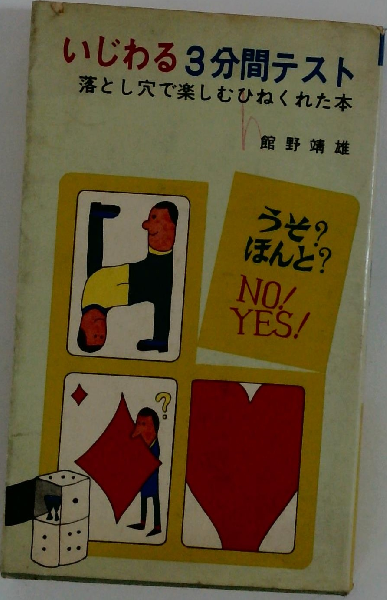 いじわる3分間テスト
落とし穴で楽しむひねくれた本
館野靖雄
うそ?
ほんと?
NO!
YES!
?